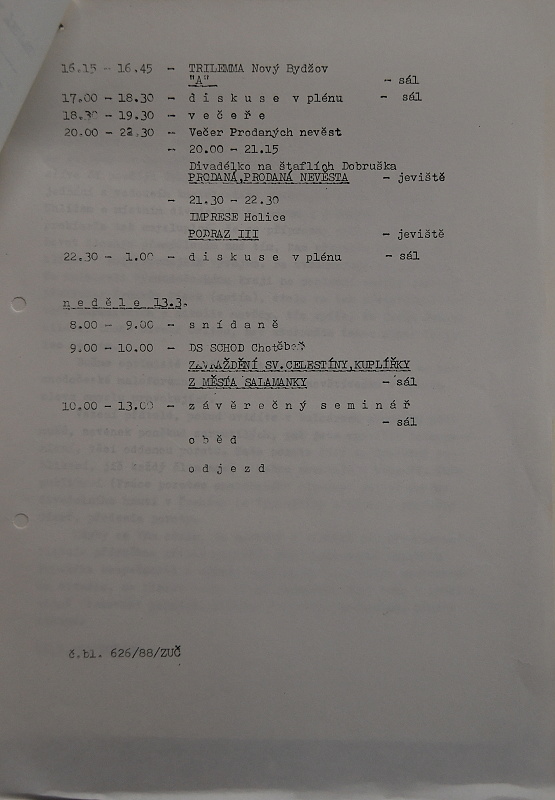 16.15 - 16.45 - TRILEMMA Nový Bydžov
"A" - sál
17.00 - 18.30 - d i s k u s e v plénu - sál
18.30 - 19.30 - v e č e ř e
20.00 - 22.30 - Večer Prodaných nevěst
- 20.00 - 21.15
Divadélko na štaflích Dobruška
PRODANÁ,PRODANÁ NEVĚSTA - jeviště
- 21.30 - 22.30
IMPRESE Holice
PODRAZ III - jeviště
22.30 - 1.00 - d i s k u s e v plénu - sál
n e d ě l e 13.3.
8.00 - 9.00 - s n í d a n ě
9.00 - 10.00 - DS SCHOD Chotěboř
ZAVRAŽDĚNÍ SV.CELESTÍNY,KUPLÍŘKY
Z MĚSTA SALAMANKY - sál
10.00 - 13.00 - z á v ě r e č n ý s e m i n á ř
- sál
o b ě d
o d j e z d
č.bl. 626/88/ZUČ